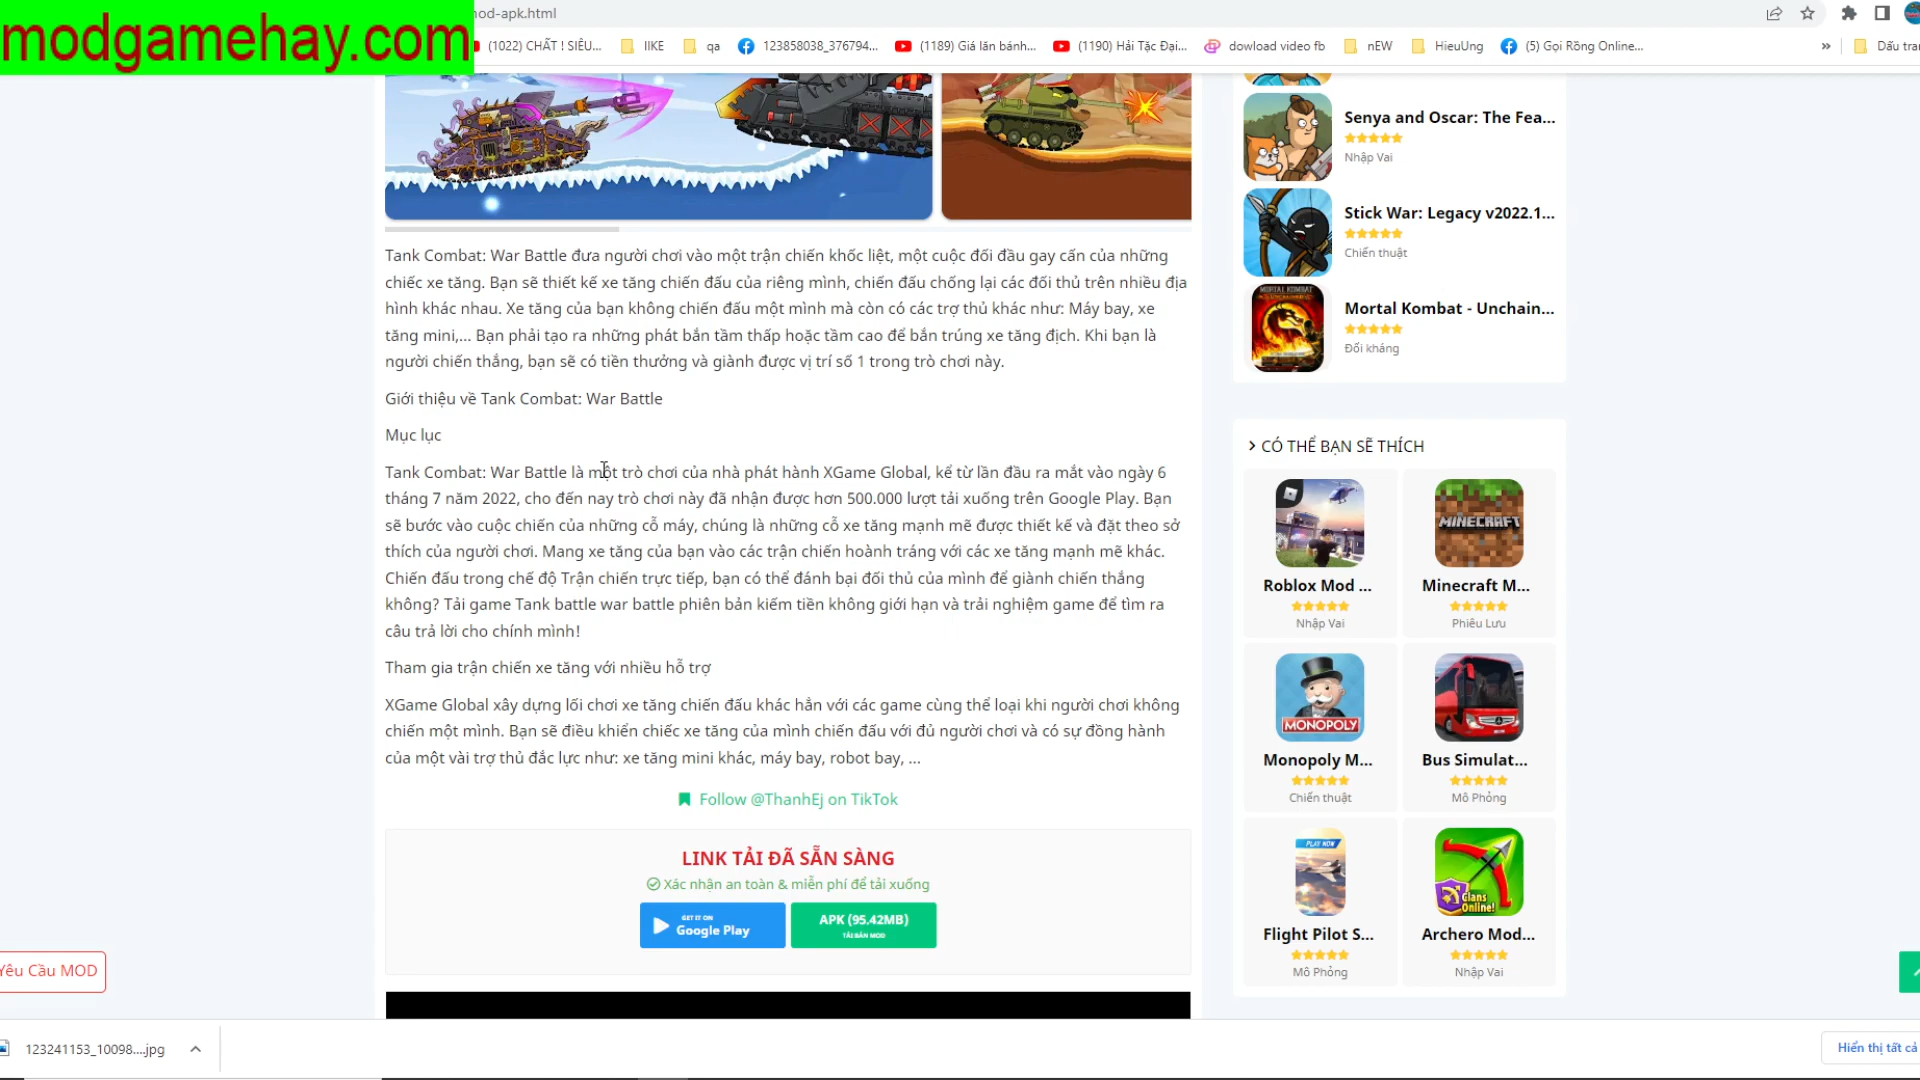 modgamehay.com
mod-apk.html
(1022) CHẤT ! SIÊU...
IIKE
qa
123858038_376794...
(1189) Giá lăn bánh...
(1190) Hải Tặc Đại...
dowload video fb
nEW
HieuUng
(5) Gọi Rồng Online...
»
Dấu tran
Tank Combat: War Battle đưa người chơi vào một trận chiến khốc liệt, một cuộc đối đầu gay cấn của những
chiếc xe tăng. Bạn sẽ thiết kế xe tăng chiến đấu của riêng mình, chiến đấu chống lại các đối thủ trên nhiều địa
hình khác nhau. Xe tăng của bạn không chiến đấu một mình mà còn có các trợ thủ khác như: Máy bay, xe
tăng mini,... Bạn phải tạo ra những phát bắn tầm thấp hoặc tầm cao để bắn trúng xe tăng địch. Khi bạn là
người chiến thắng, bạn sẽ có tiền thưởng và giành được vị trí số 1 trong trò chơi này.
Giới thiệu về Tank Combat: War Battle
Mục lục
Tank Combat: War Battle là một trò chơi của nhà phát hành XGame Global, kể từ lần đầu ra mắt vào ngày 6
tháng 7 năm 2022, cho đến nay trò chơi này đã nhận được hơn 500.000 lượt tải xuống trên Google Play. Bạn
sẽ bước vào cuộc chiến của những cỗ máy, chúng là những cỗ xe tăng mạnh mẽ được thiết kế và đặt theo sở
thích của người chơi. Mang xe tăng của bạn vào các trận chiến hoành tráng với các xe tăng mạnh mẽ khác.
Chiến đấu trong chế độ Trận chiến trực tiếp, bạn có thể đánh bại đối thủ của mình để giành chiến thắng
không? Tải game Tank battle war battle phiên bản kiếm tiền không giới hạn và trải nghiệm game để tìm ra
câu trả lời cho chính mình!
Tham gia trận chiến xe tăng với nhiều hỗ trợ
XGame Global xây dựng lối chơi xe tăng chiến đấu khác hẳn với các game cùng thể loại khi người chơi không
chiến một mình. Bạn sẽ điều khiển chiếc xe tăng của mình chiến đấu với đủ người chơi và có sự đồng hành
của một vài trợ thủ đắc lực như: xe tăng mini khác, máy bay, robot bay, ...
Follow @ThanhEj on TikTok
LINK TẢI ĐÃ SẴN SÀNG
Xác nhận an toàn & miễn phí để tải xuống
GET IT ON
Google Play
APK (95.42MB)
TẢI BẢN MOD
Senya and Oscar: The Fea...
Nhập Vai
Stick War: Legacy v2022.1...
Chiến thuật
MORTAL KOMBAT
Mortal Kombat - Unchain...
Đối kháng
CÓ THỂ BẠN SẼ THÍCH
Roblox Mod ...
Nhập Vai
MINECRAFT
Minecraft M...
Phiêu Lưu
MONOPOLY
Monopoly M...
Chiến thuật
Bus Simulat...
Mô Phỏng
PLAY NOW
Flight Pilot S...
Mô Phỏng
Clans
Online!
Archero Mod...
Nhập Vai
Yêu Cầu MOD
123241153_10098....jpg
Hiển thị tất cả